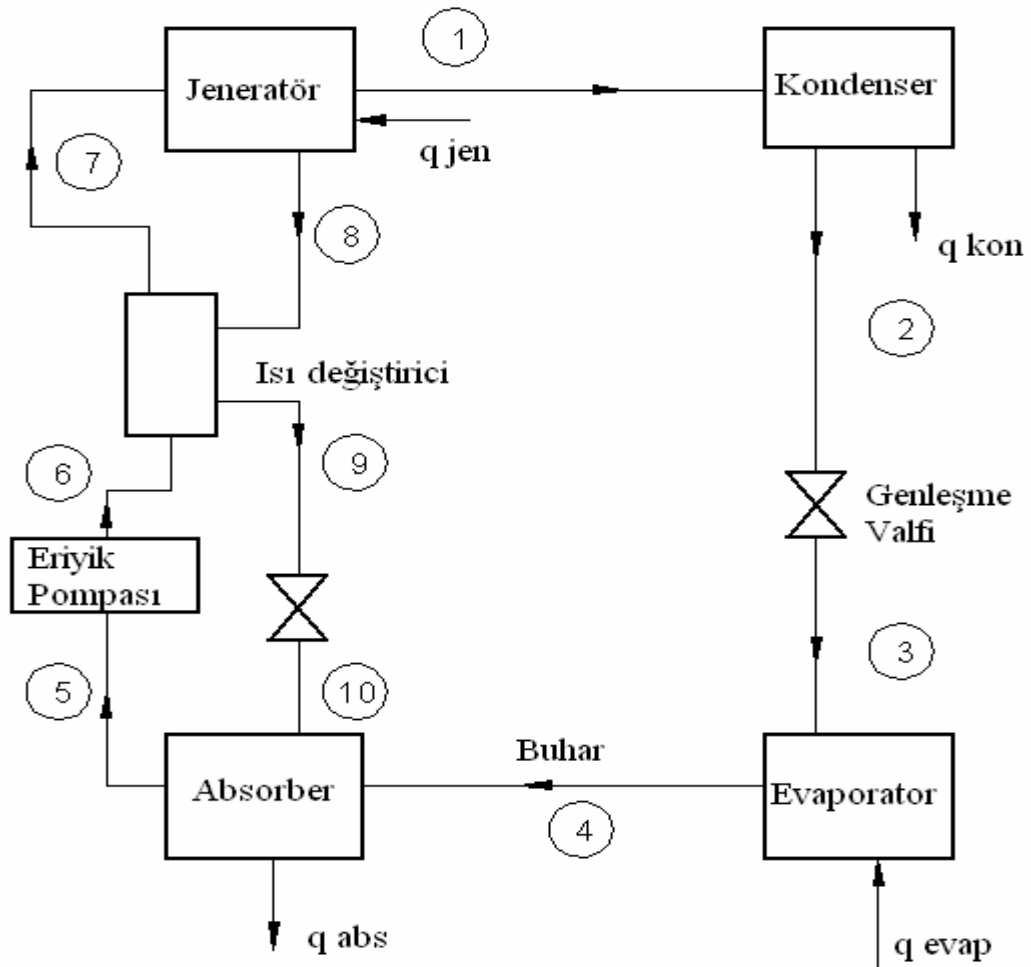 1
Jeneratör
Kondenser
q jen
7
8
q kon
2
Isı değiştirici
6
9
Genleşme
Valfi
Eriyik
Pompası
5
10
3
Buhar
Absorber
Evaporator
4
q abs
q evap